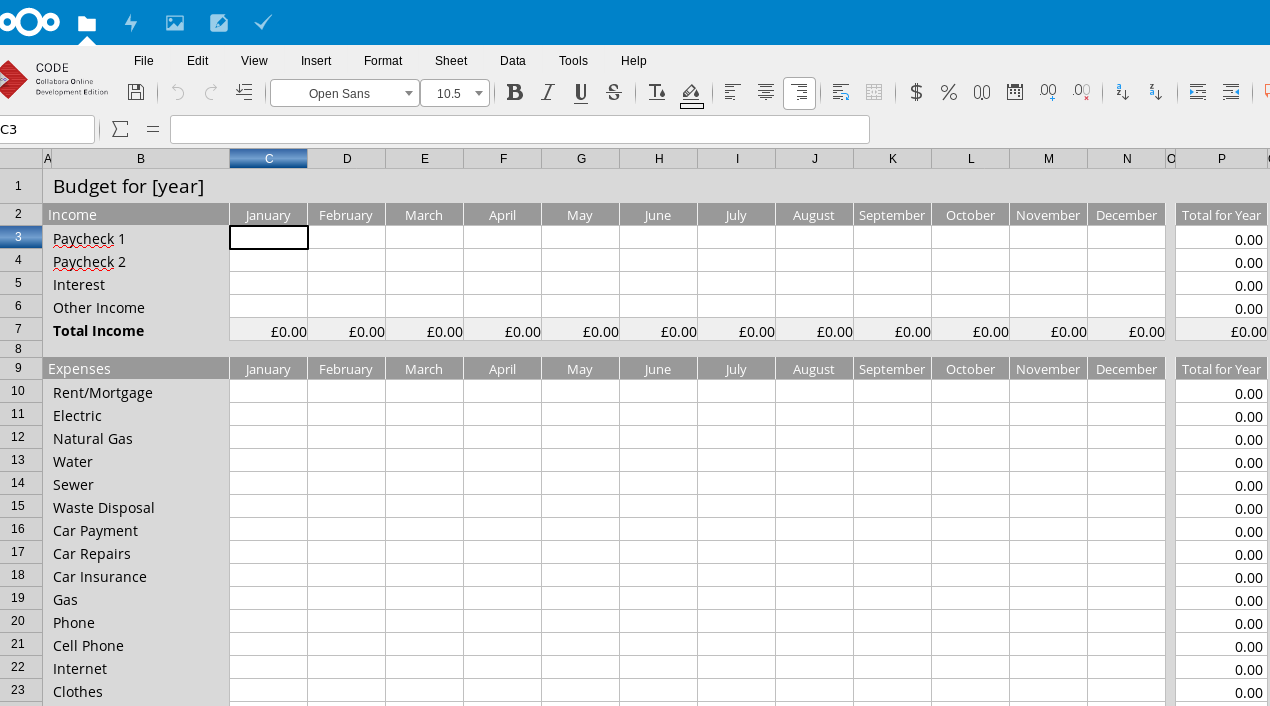 CODE
Collabora Online
Development Edition
File Edit View Insert Format Sheet Data Tools Help
Open Sans 10.5
C3
A B C D E F G H I J K L M N O P
1 Budget for [year]
2 Income January February March April May June July August September October November December Total for Year
3 Paycheck 1 0.00
4 Paycheck 2 0.00
5 Interest 0.00
6 Other Income 0.00
7 Total Income £0.00 £0.00 £0.00 £0.00 £0.00 £0.00 £0.00 £0.00 £0.00 £0.00 £0.00 £0.00 £0.00
8
9 Expenses January February March April May June July August September October November December Total for Year
10 Rent/Mortgage 0.00
11 Electric 0.00
12 Natural Gas 0.00
13 Water 0.00
14 Sewer 0.00
15 Waste Disposal 0.00
16 Car Payment 0.00
17 Car Repairs 0.00
18 Car Insurance 0.00
19 Gas 0.00
20 Phone 0.00
21 Cell Phone 0.00
22 Internet 0.00
23 Clothes 0.00